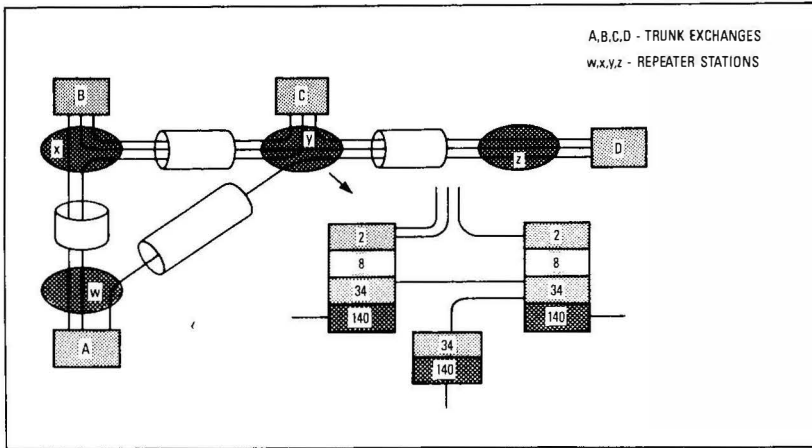 A,B,C,D - TRUNK EXCHANGES
w,x,y,z - REPEATER STATIONS
B
C
x
y
z
D
2
2
8
8
w
34
34
140
140
A
34
140